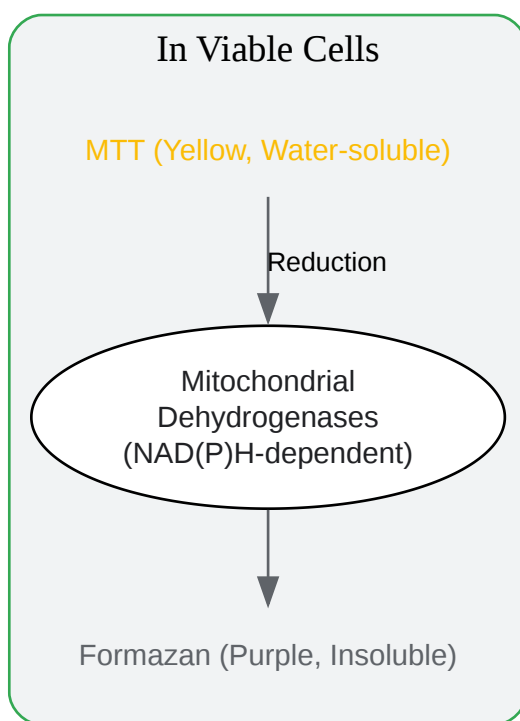 In Viable Cells
MTT (Yellow, Water-soluble)
Reduction
Mitochondrial
Dehydrogenases
(NAD(P)H-dependent)
Formazan (Purple, Insoluble)